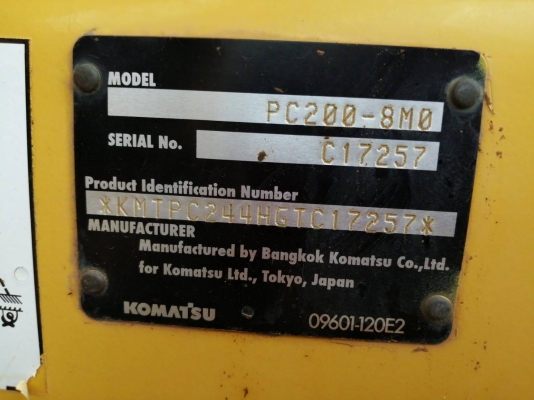 MODEL
PC200-8M0
SERIAL No.
C17257
Product Identification Number
*KMTPC244HGTC17257*
MANUFACTURER
Manufactured by Bangkok Komatsu Co.,Ltd.
for Komatsu Ltd., Tokyo, Japan
KOMATSU
09601-120E2